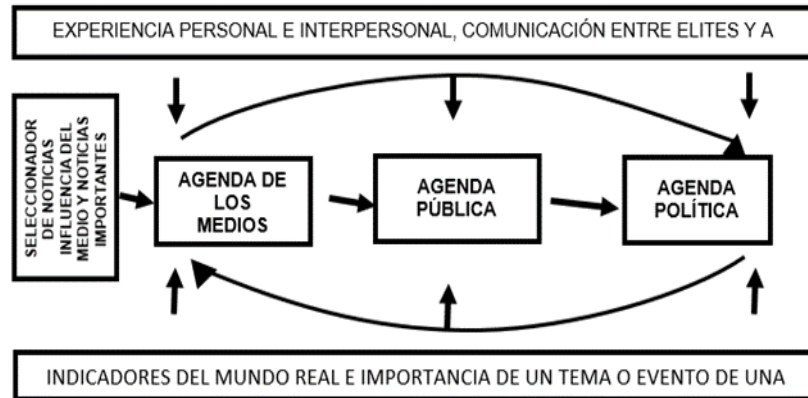 EXPERIENCIA PERSONAL E INTERPERSONAL, COMUNICACIÓN ENTRE ELITES Y A
SELECCIONADOR
DE NOTICIAS
INFLUENCIA DEL
MEDIO Y NOTICIAS
IMPORTANTES
AGENDA DE
LOS
MEDIOS
AGENDA
PÚBLICA
AGENDA
POLÍTICA
INDICADORES DEL MUNDO REAL E IMPORTANCIA DE UN TEMA O EVENTO DE UNA